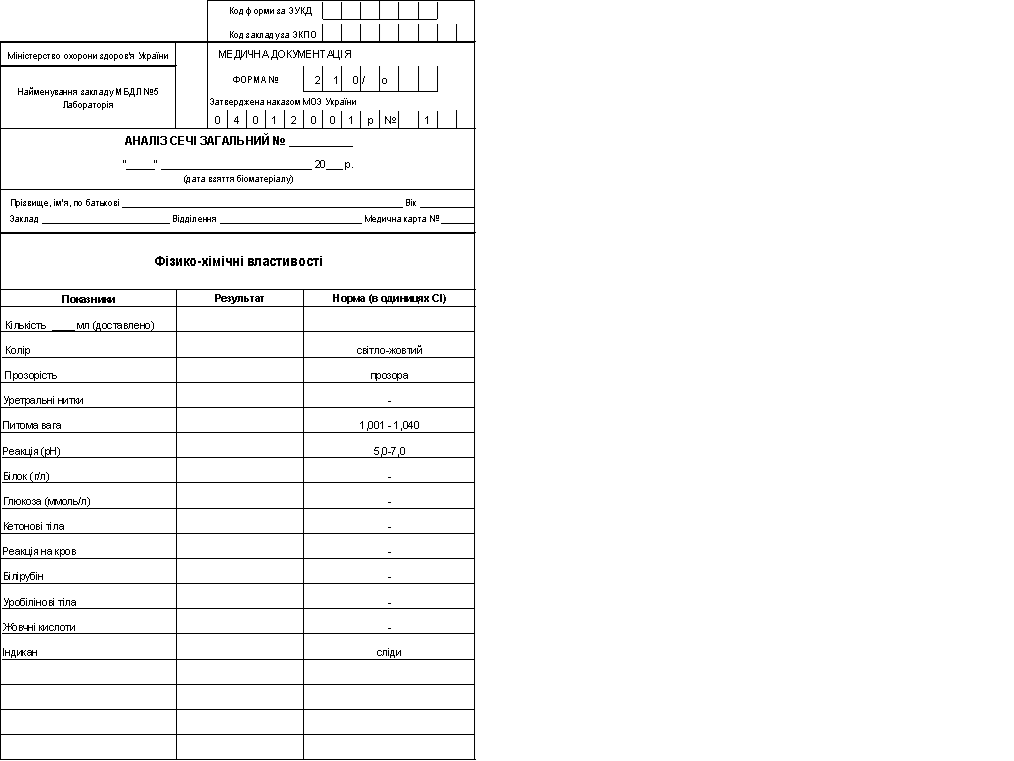 Код форми за ЗУКД
Код закладу за ЗКПО
Міністерство охорони здоров'я України
МЕДИЧНА ДОКУМЕНТАЦІЯ
ФОРМА № 2 1 0 / о
Найменування закладу МБДЛ №5
Лабораторія
Затверджена наказом МОЗ України
0 4 0 1 2 0 0 1 р № 1
АНАЛІЗ СЕЧІ ЗАГАЛЬНИЙ № __________
"_____" __________________________ 20___ р.
(дата взяття біоматеріалу)
Прізвище, ім'я, по батькові ____________________ Вік __________
Заклад __________ Відділення __________ Медична карта № ______
Фізико-хімічні властивості
Показники Результат Норма (в одиницях СІ)
Кількість ____ мл (доставлено)
Колір світло-жовтий
Прозорість прозора
Уретральні нитки -
Питома вага 1,001 - 1,040
Реакція (рН) 5,0-7,0
Білок (г/л) -
Глюкоза (ммоль/л) -
Кетонові тіла -
Реакція на кров -
Білірубін -
Уробілінові тіла -
Жовчні кислоти -
Індикан сліди